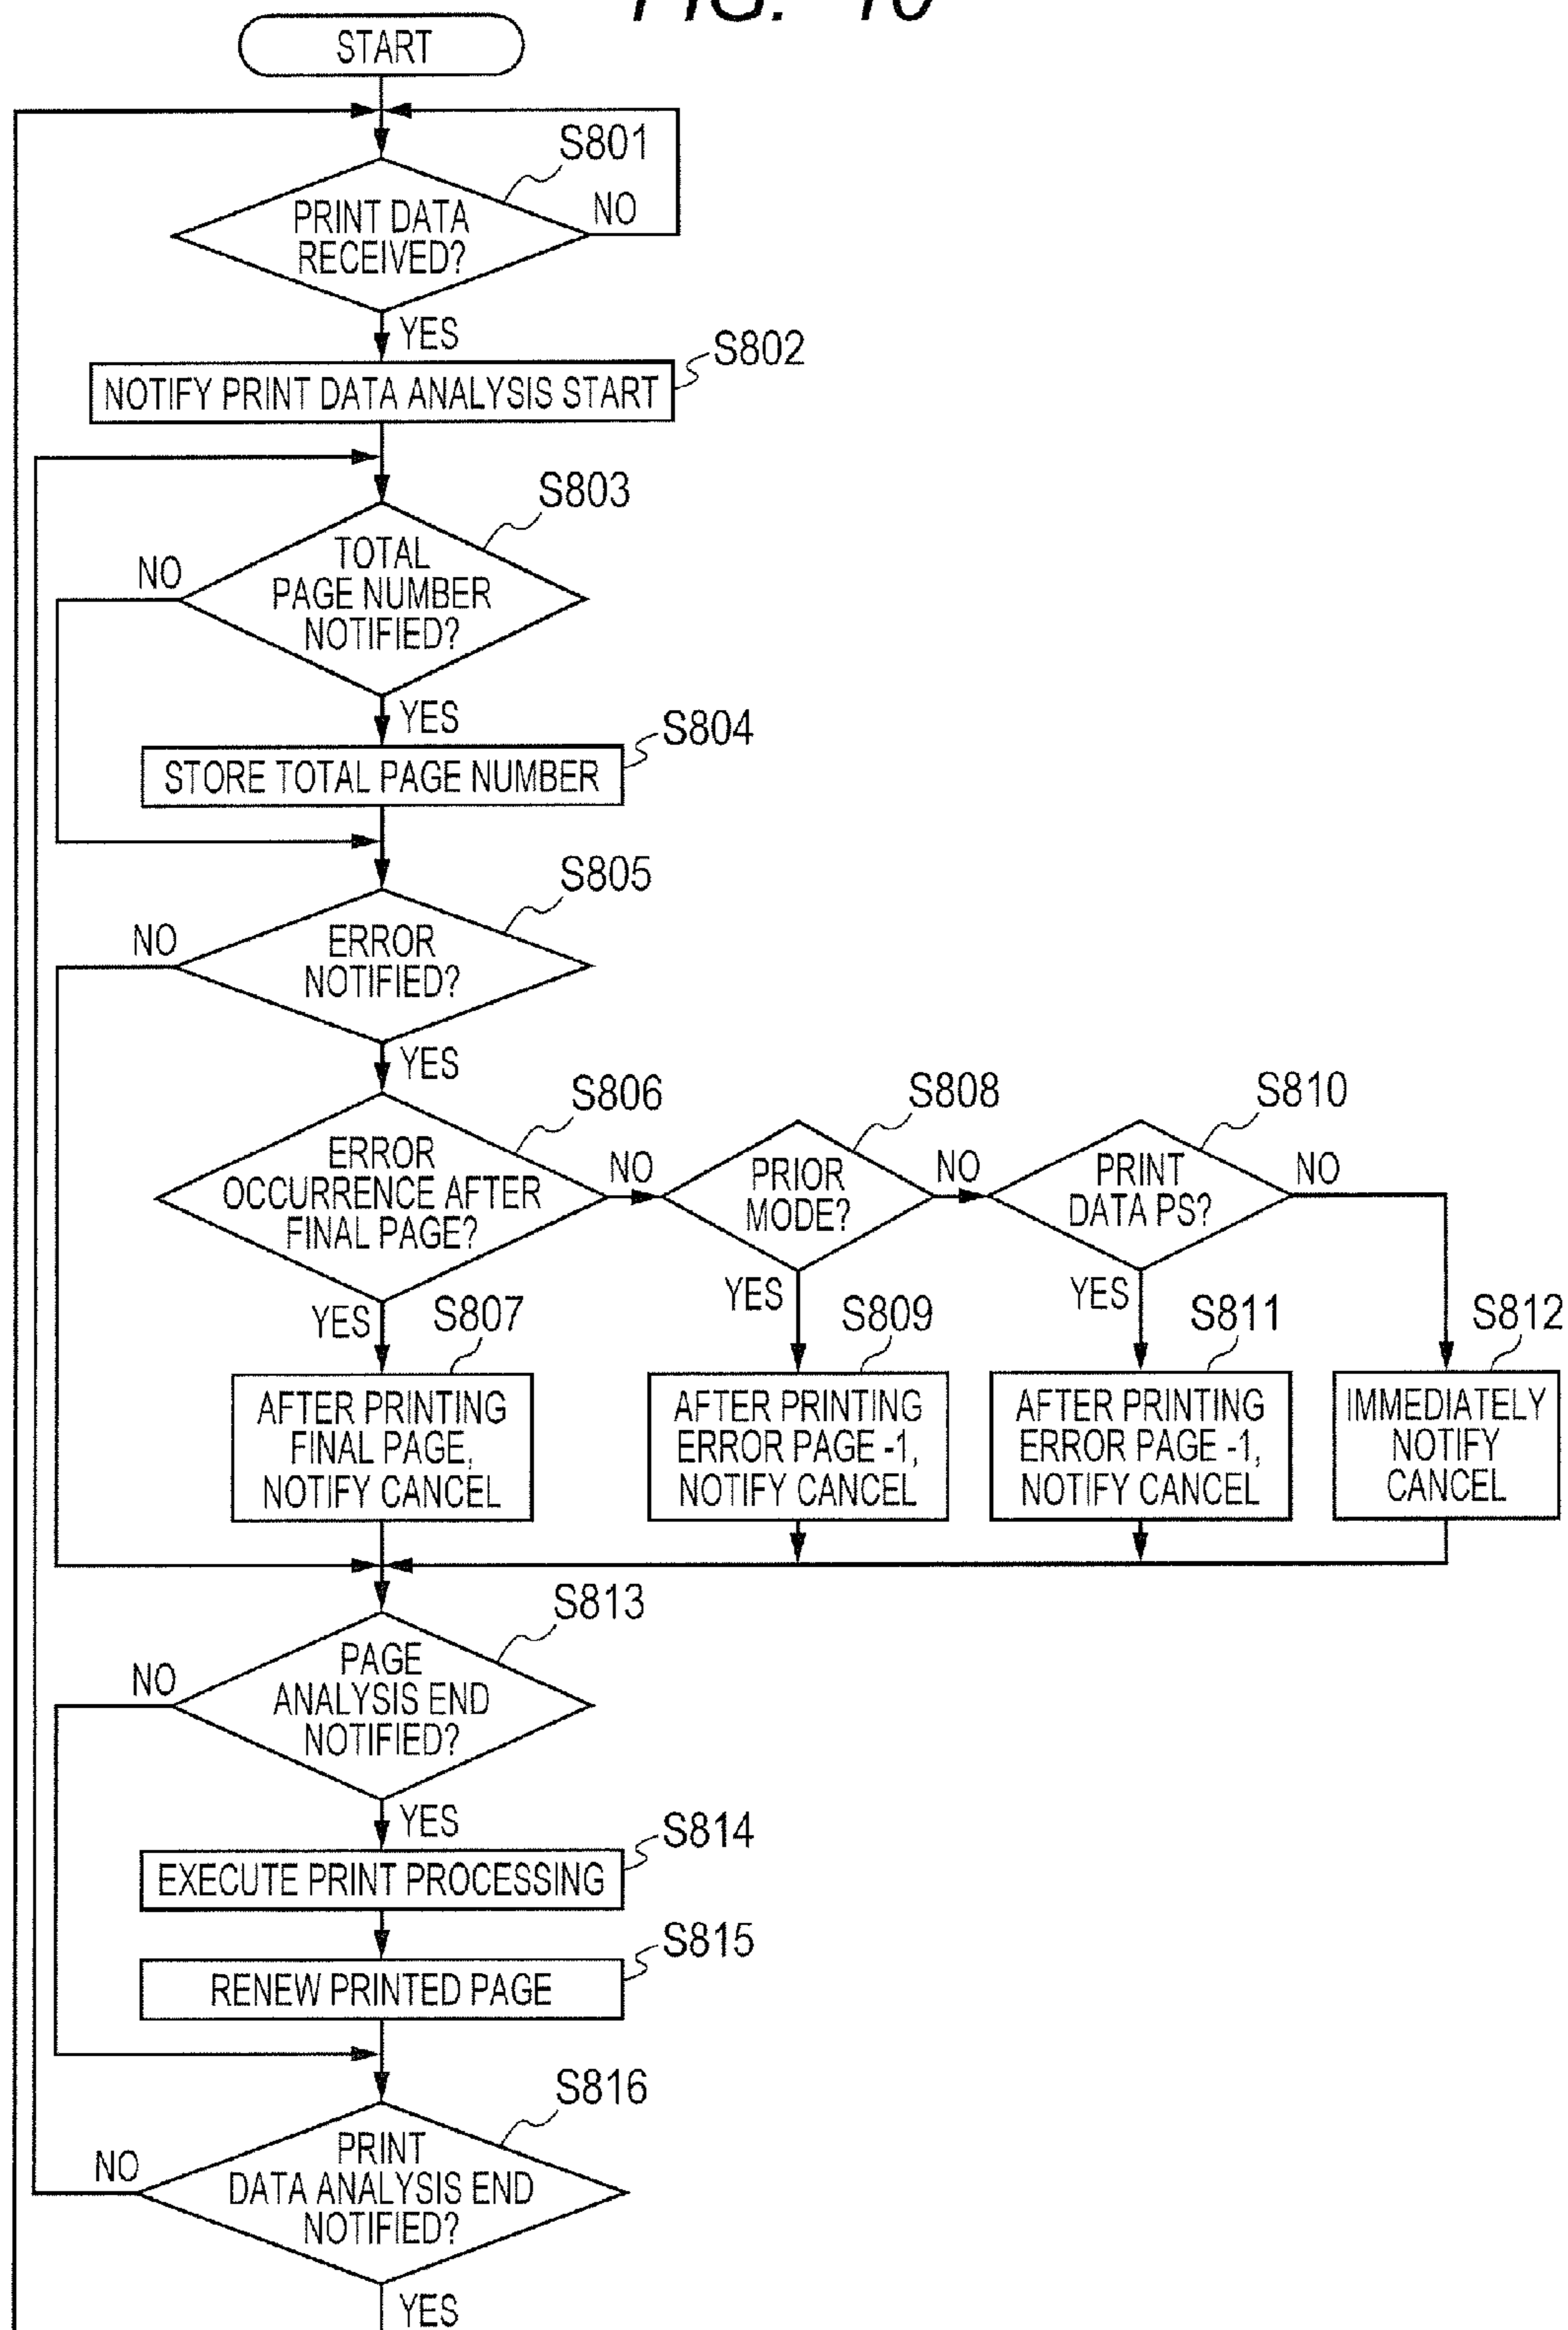 FIG. 10
START
S801
PRINT DATA
RECEIVED?
NO
YES
S802
NOTIFY PRINT DATA ANALYSIS START
S803
TOTAL
PAGE NUMBER
NOTIFIED?
NO
YES
S804
STORE TOTAL PAGE NUMBER
S805
ERROR
NOTIFIED?
NO
YES
S806
ERROR
OCCURRENCE AFTER
FINAL PAGE?
NO
YES
S808
PRIOR
MODE?
NO
YES
S810
PRINT
DATA PS?
NO
YES
S807
AFTER PRINTING
FINAL PAGE,
NOTIFY CANCEL
S809
AFTER PRINTING
ERROR PAGE -1,
NOTIFY CANCEL
S811
AFTER PRINTING
ERROR PAGE -1,
NOTIFY CANCEL
S812
IMMEDIATELY
NOTIFY
CANCEL
S813
PAGE
ANALYSIS END
NOTIFIED?
NO
YES
S814
EXECUTE PRINT PROCESSING
S815
RENEW PRINTED PAGE
S816
PRINT
DATA ANALYSIS END
NOTIFIED?
NO
YES